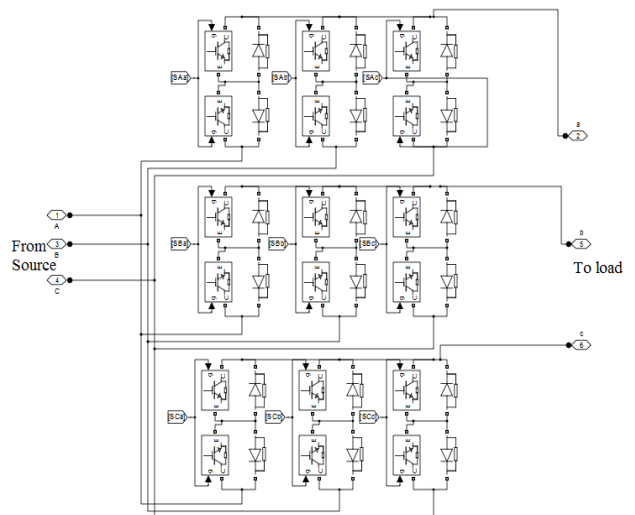 g C g C g C
E E E
[SAa] [SAb] [SAc]
E E E
g C g C g C
a
2
1
A
From
Source
3
B
4
C
g C g C g C
E E E
[SBa] [SBb] [SBc]
E E E
g C g C g C
b
5
To load
c
6
g C g C g C
E E E
[SCa] [SCb] [SCc]
E E E
g C g C g C